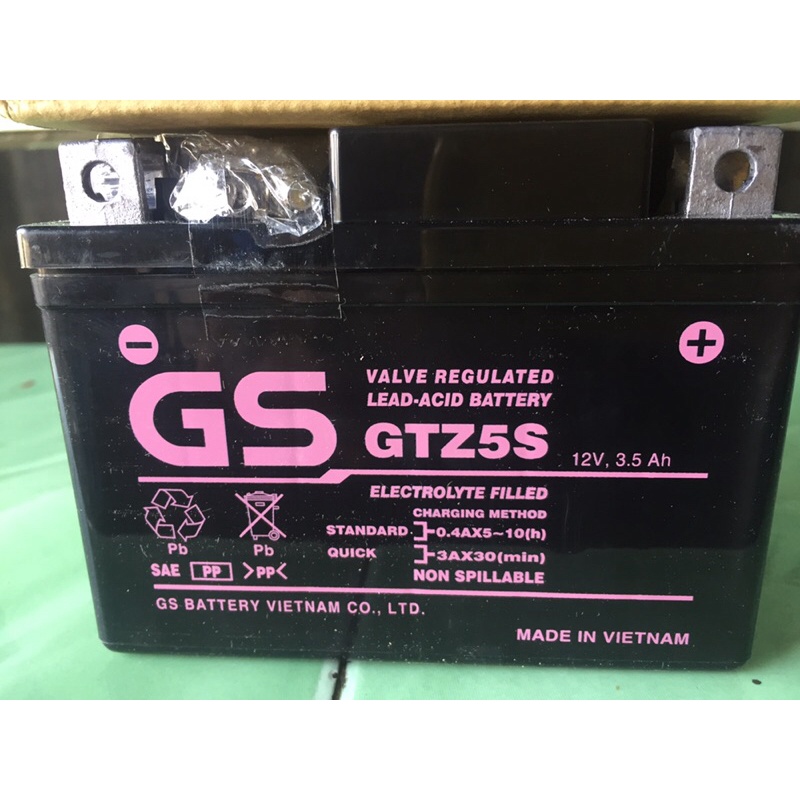 − +
GS
VALVE REGULATED
LEAD-ACID BATTERY
GTZ5S 12V, 3.5 Ah
ELECTROLYTE FILLED
CHARGING METHOD
STANDARD 0.4AX5~10(h)
QUICK 3AX30(min)
NON SPILLABLE
Pb Pb
SAE PP >PP<
GS BATTERY VIETNAM CO., LTD.
MADE IN VIETNAM